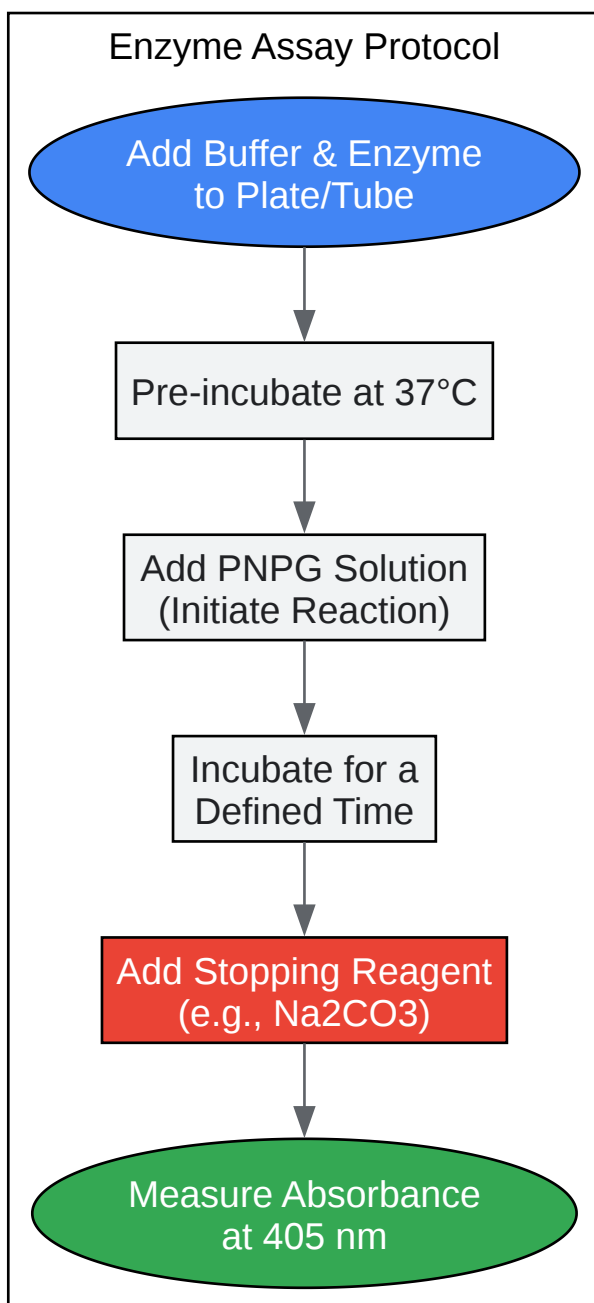 Enzyme Assay Protocol
Add Buffer & Enzyme
to Plate/Tube
Pre-incubate at 37°C
Add PNPG Solution
(Initiate Reaction)
Incubate for a
Defined Time
Add Stopping Reagent
(e.g., Na2CO3)
Measure Absorbance
at 405 nm